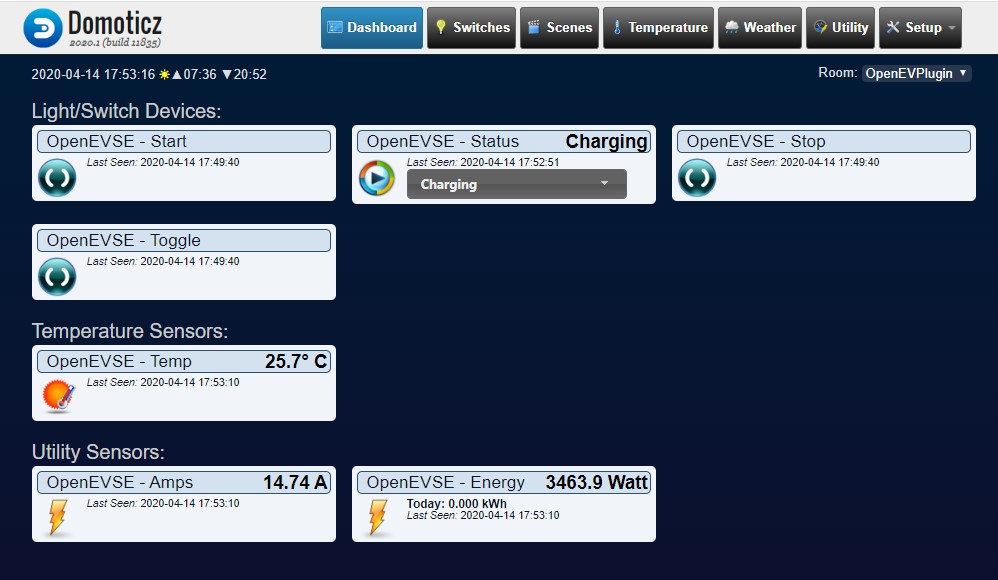 Domoticz
2020.1 (build 11835)
Dashboard Switches Scenes Temperature Weather Utility Setup
2020-04-14 17:53:16 ☀▲07:36 ▼20:52
Room: OpenEVPlugin ▼
Light/Switch Devices:
OpenEVSE - Start
Last Seen: 2020-04-14 17:49:40
OpenEVSE - Status Charging
Last Seen: 2020-04-14 17:52:51
Charging
OpenEVSE - Stop
Last Seen: 2020-04-14 17:49:40
OpenEVSE - Toggle
Last Seen: 2020-04-14 17:49:40
Temperature Sensors:
OpenEVSE - Temp 25.7° C
Last Seen: 2020-04-14 17:53:10
Utility Sensors:
OpenEVSE - Amps 14.74 A
Last Seen: 2020-04-14 17:53:10
OpenEVSE - Energy 3463.9 Watt
Today: 0.000 kWh
Last Seen: 2020-04-14 17:53:10